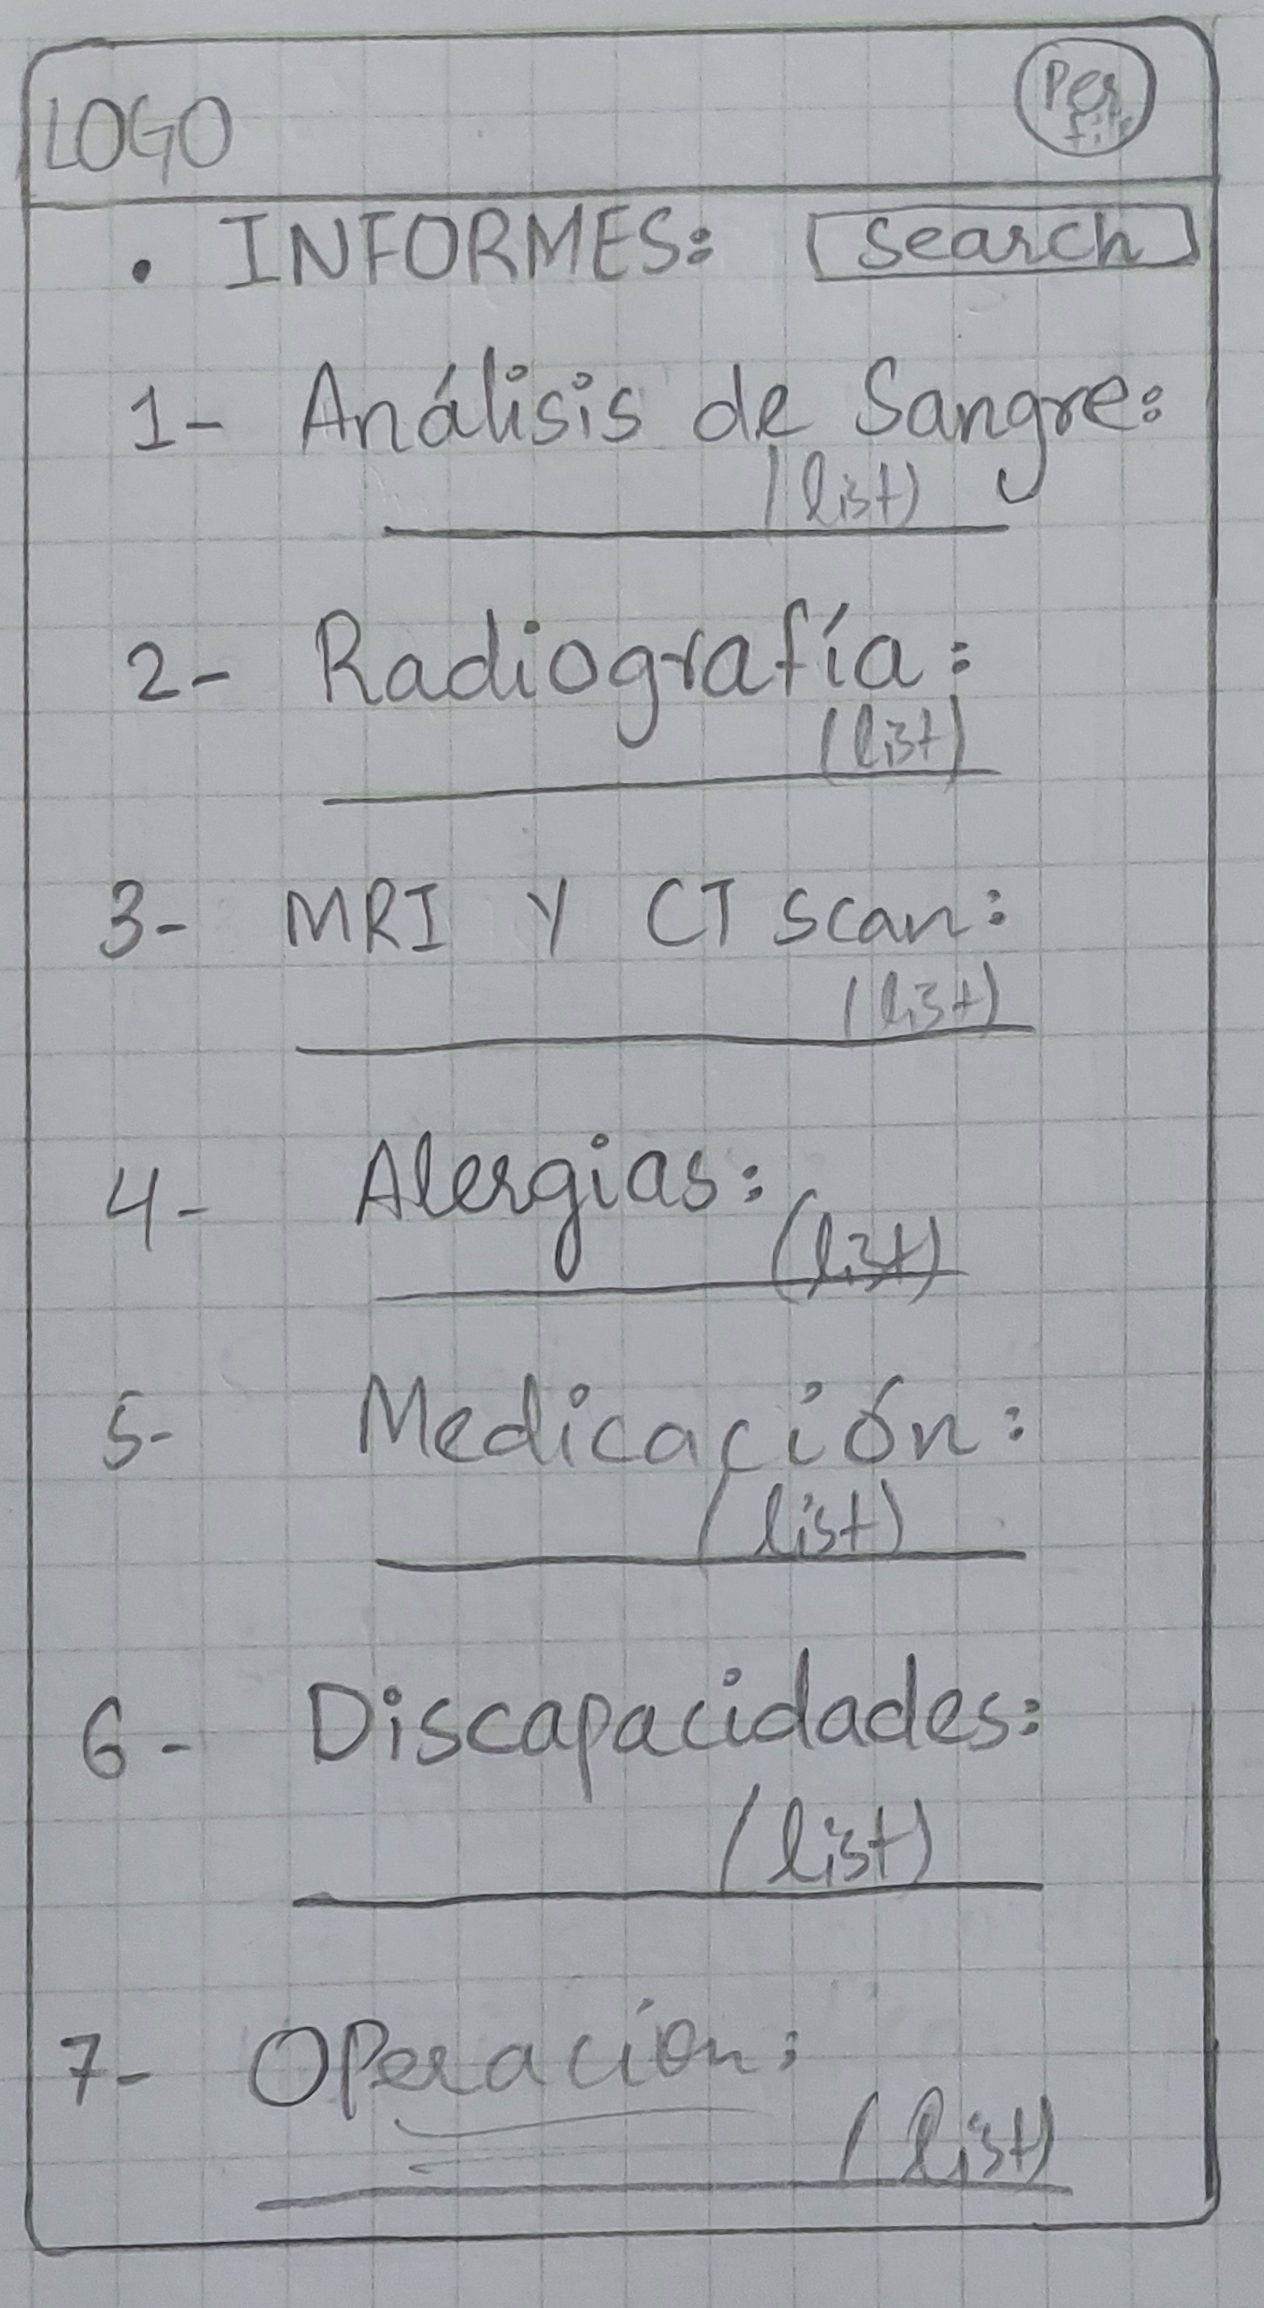 LOGO
Perfil
• INFORMES: Search
1- Análisis de Sangre:
(list)
2- Radiografía:
(list)
3- MRI Y CT scan:
(list)
4- Alergias:
(list)
5- Medicación:
(list)
6- Discapacidades:
(list)
7- Operación:
(list)